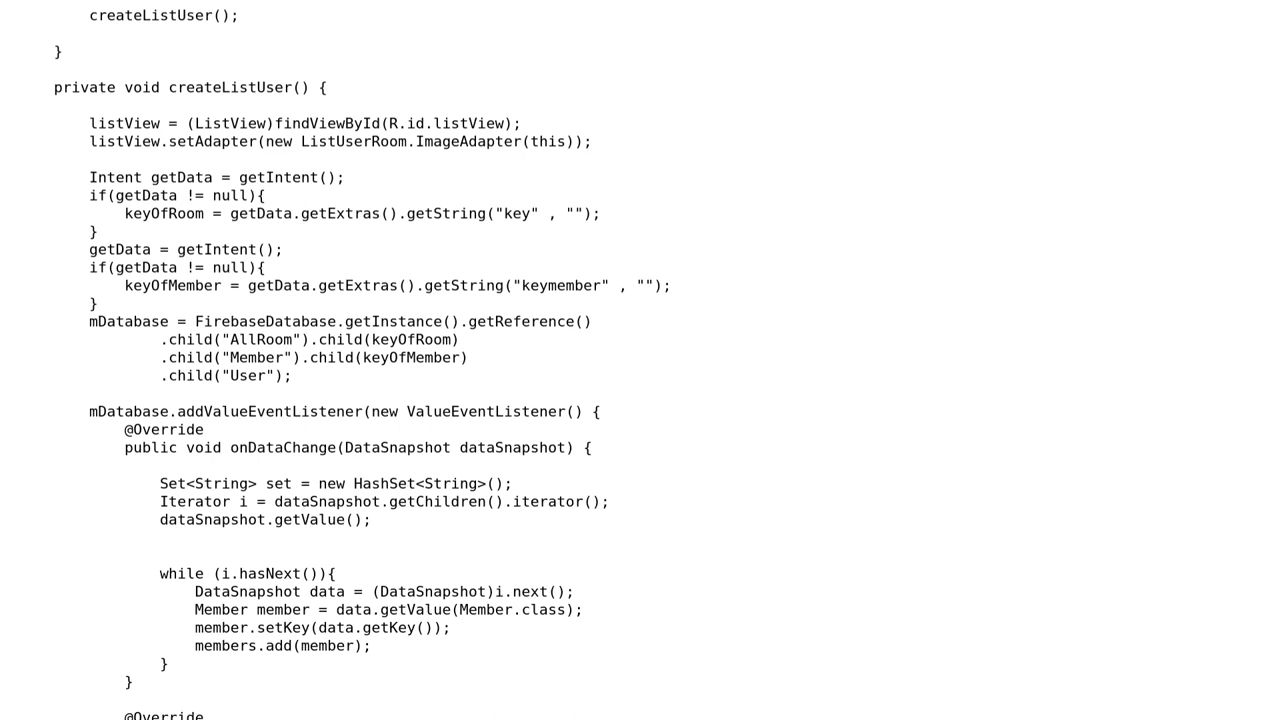 createListUser();
}
private void createListUser() {
listView = (ListView)findViewById(R.id.listView);
listView.setAdapter(new ListUserRoom.ImageAdapter(this));
Intent getData = getIntent();
if(getData != null){
keyOfRoom = getData.getExtras().getString("key" , "");
}
getData = getIntent();
if(getData != null){
keyOfMember = getData.getExtras().getString("keymember" , "");
}
mDatabase = FirebaseDatabase.getInstance().getReference()
.child("AllRoom").child(keyOfRoom)
.child("Member").child(keyOfMember)
.child("User");
mDatabase.addValueEventListener(new ValueEventListener() {
@Override
public void onDataChange(DataSnapshot dataSnapshot) {
Set<String> set = new HashSet<String>();
Iterator i = dataSnapshot.getChildren().iterator();
dataSnapshot.getValue();
while (i.hasNext()){
DataSnapshot data = (DataSnapshot)i.next();
Member member = data.getValue(Member.class);
member.setKey(data.getKey());
members.add(member);
}
}
@Override